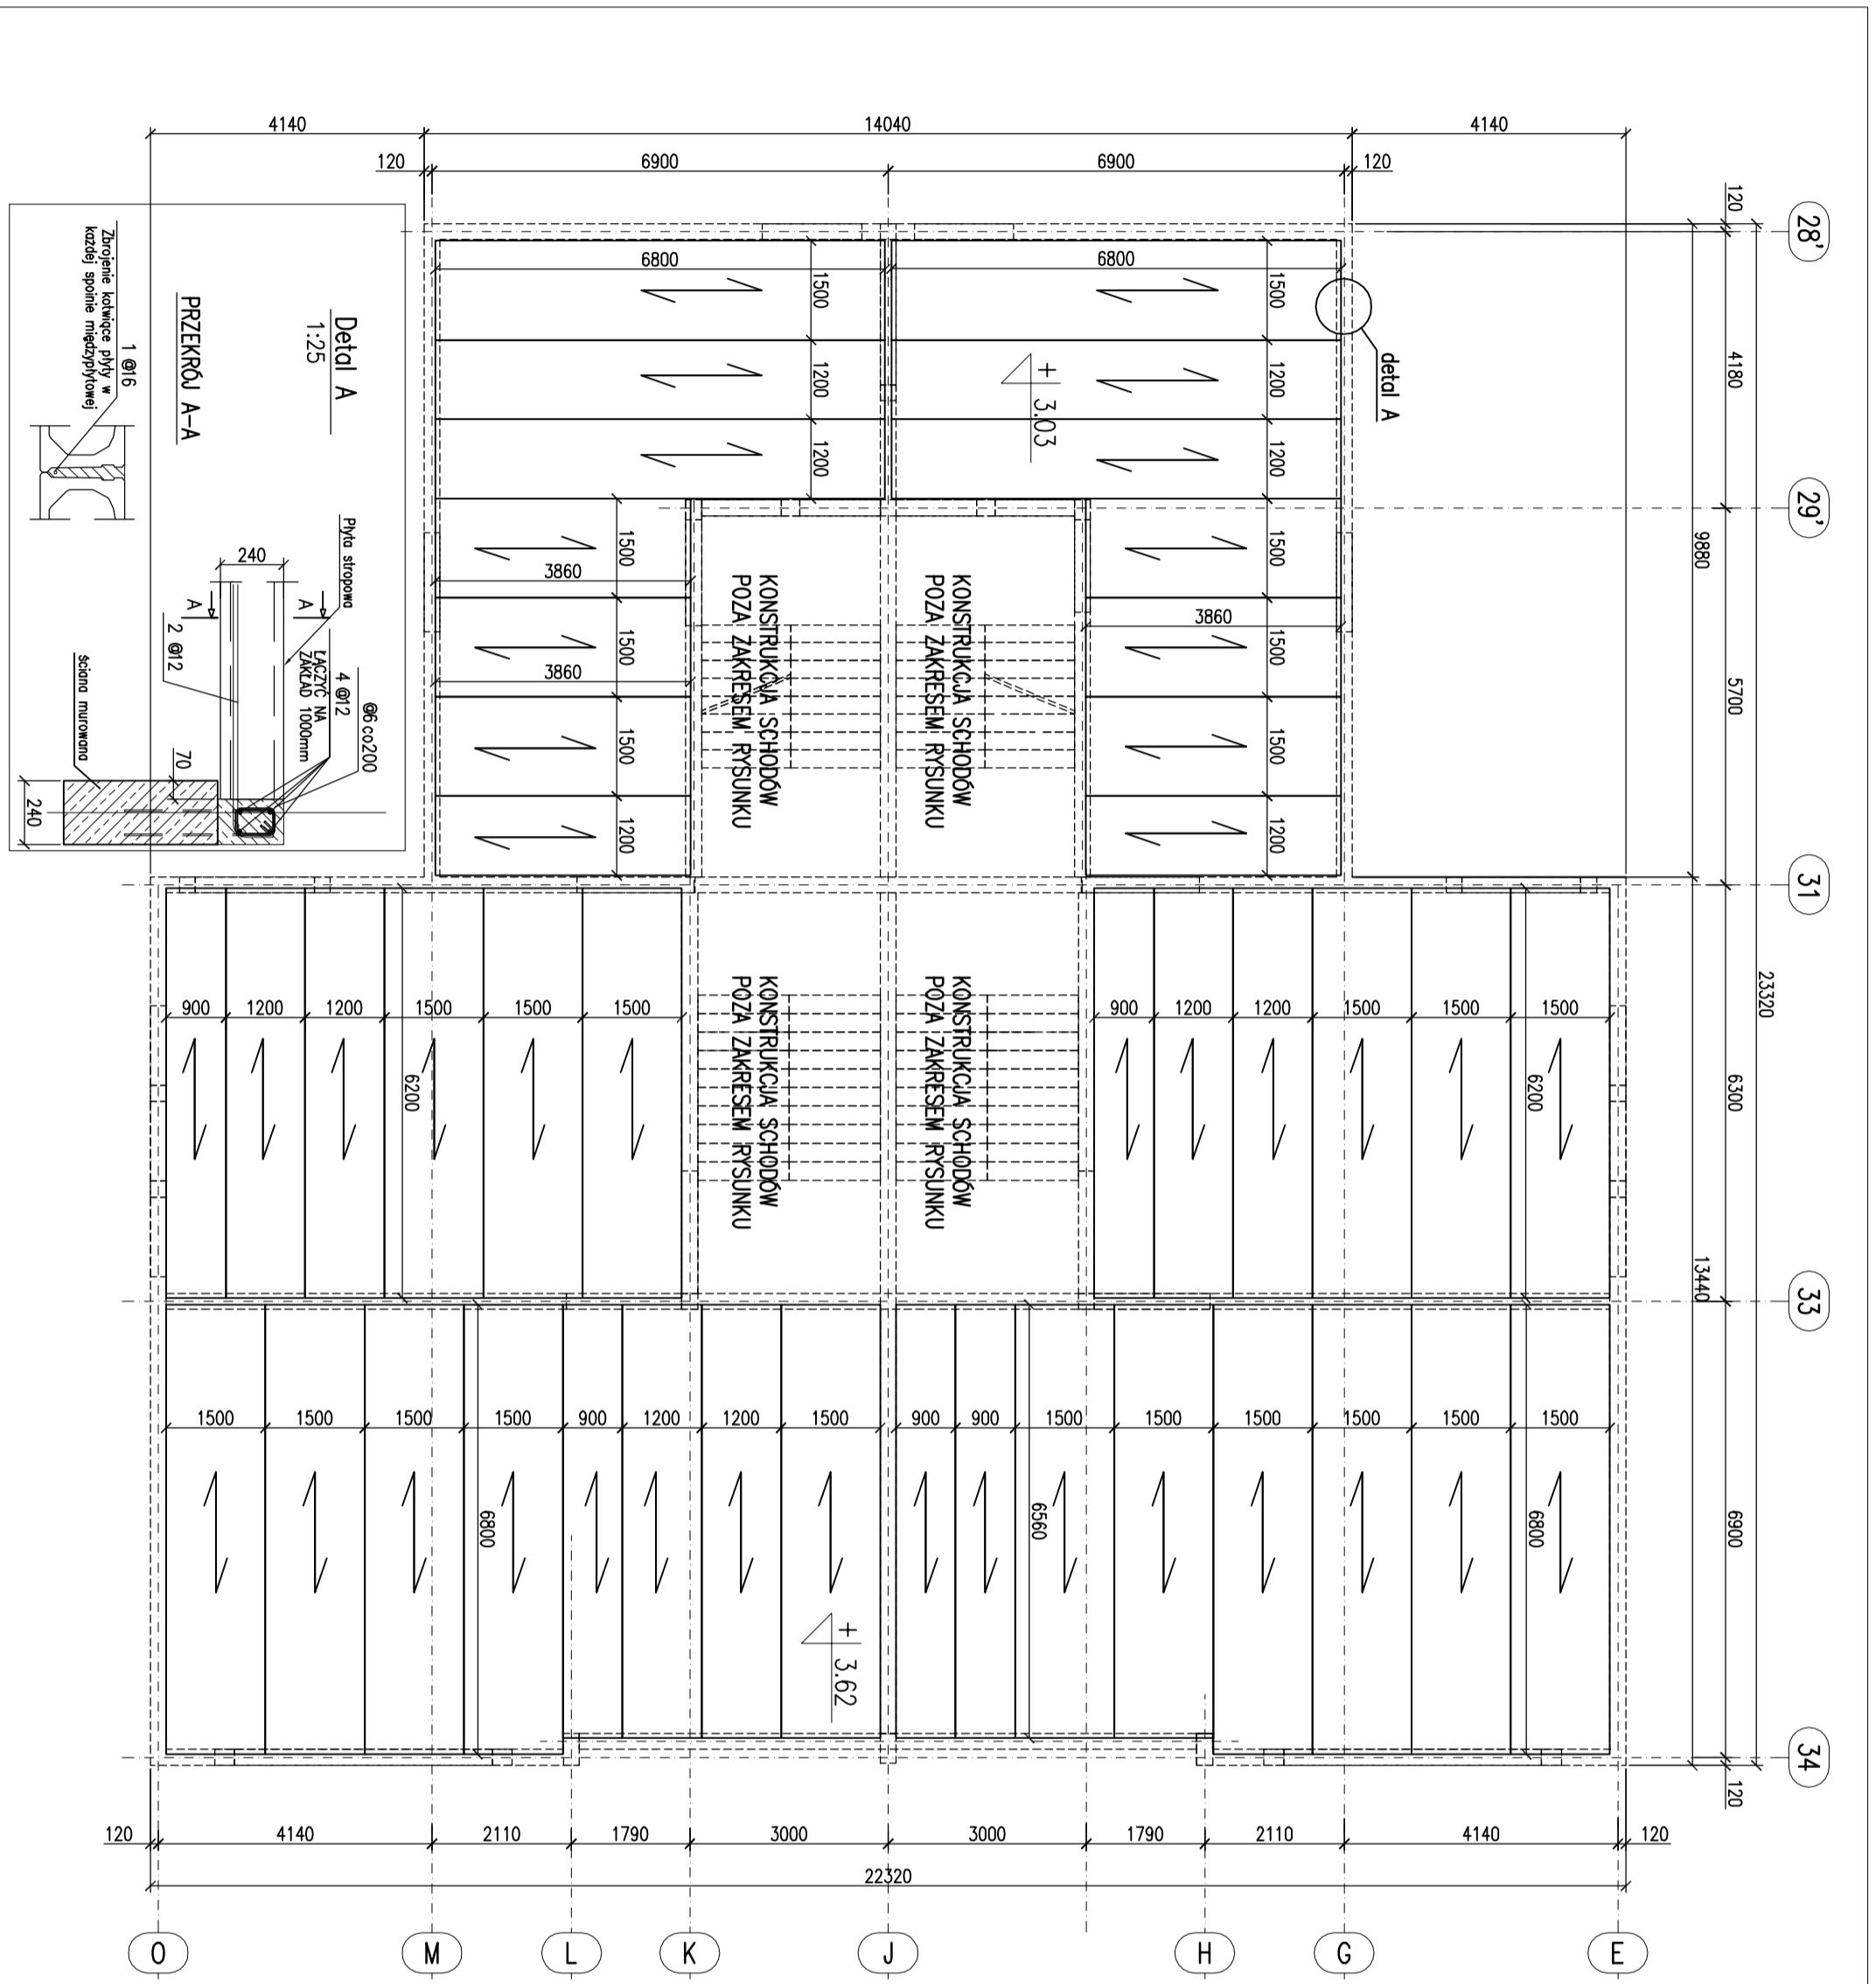 4140
14040
4140
120
6900
6900
120
28'
29'
31
33
34
120
4180
5700
6300
6900
120
9880
13440
23320
detal A
6800
6800
1500
1200
1200
1500
1200
1200
+ 3.03
1500
1500
1500
1200
3860
3860
1500
1500
1500
1200
3860
KONSTRUKCJA SCHODÓW
POZA ZAKRESEM RYSUNKU
KONSTRUKCJA SCHODÓW
POZA ZAKRESEM RYSUNKU
KONSTRUKCJA SCHODÓW
POZA ZAKRESEM RYSUNKU
KONSTRUKCJA SCHODÓW
POZA ZAKRESEM RYSUNKU
900 1200 1200 1500 1500 1500
6200
900 1200 1200 1500 1500 1500
6200
1500 1500 1500 1500 900 1200 1200 1500
900 900 1500 1500 1500 1500 1500 1500
6800
6560
6800
+ 3.62
Detal A
1:25
PRZEKRÓJ A-A
1 @16
Zbrojenie kotwiące płyty w
każdej spoinie międzypłytowej
Płyta stropowa
240
A
A
2 @12
@6 co200
4 @12
ŁĄCZYĆ NA
ZAKŁAD 1000mm
ściana murowana
70
240
120 4140 2110 1790 3000 3000 1790 2110 4140 120
22320
O M L K J H G E